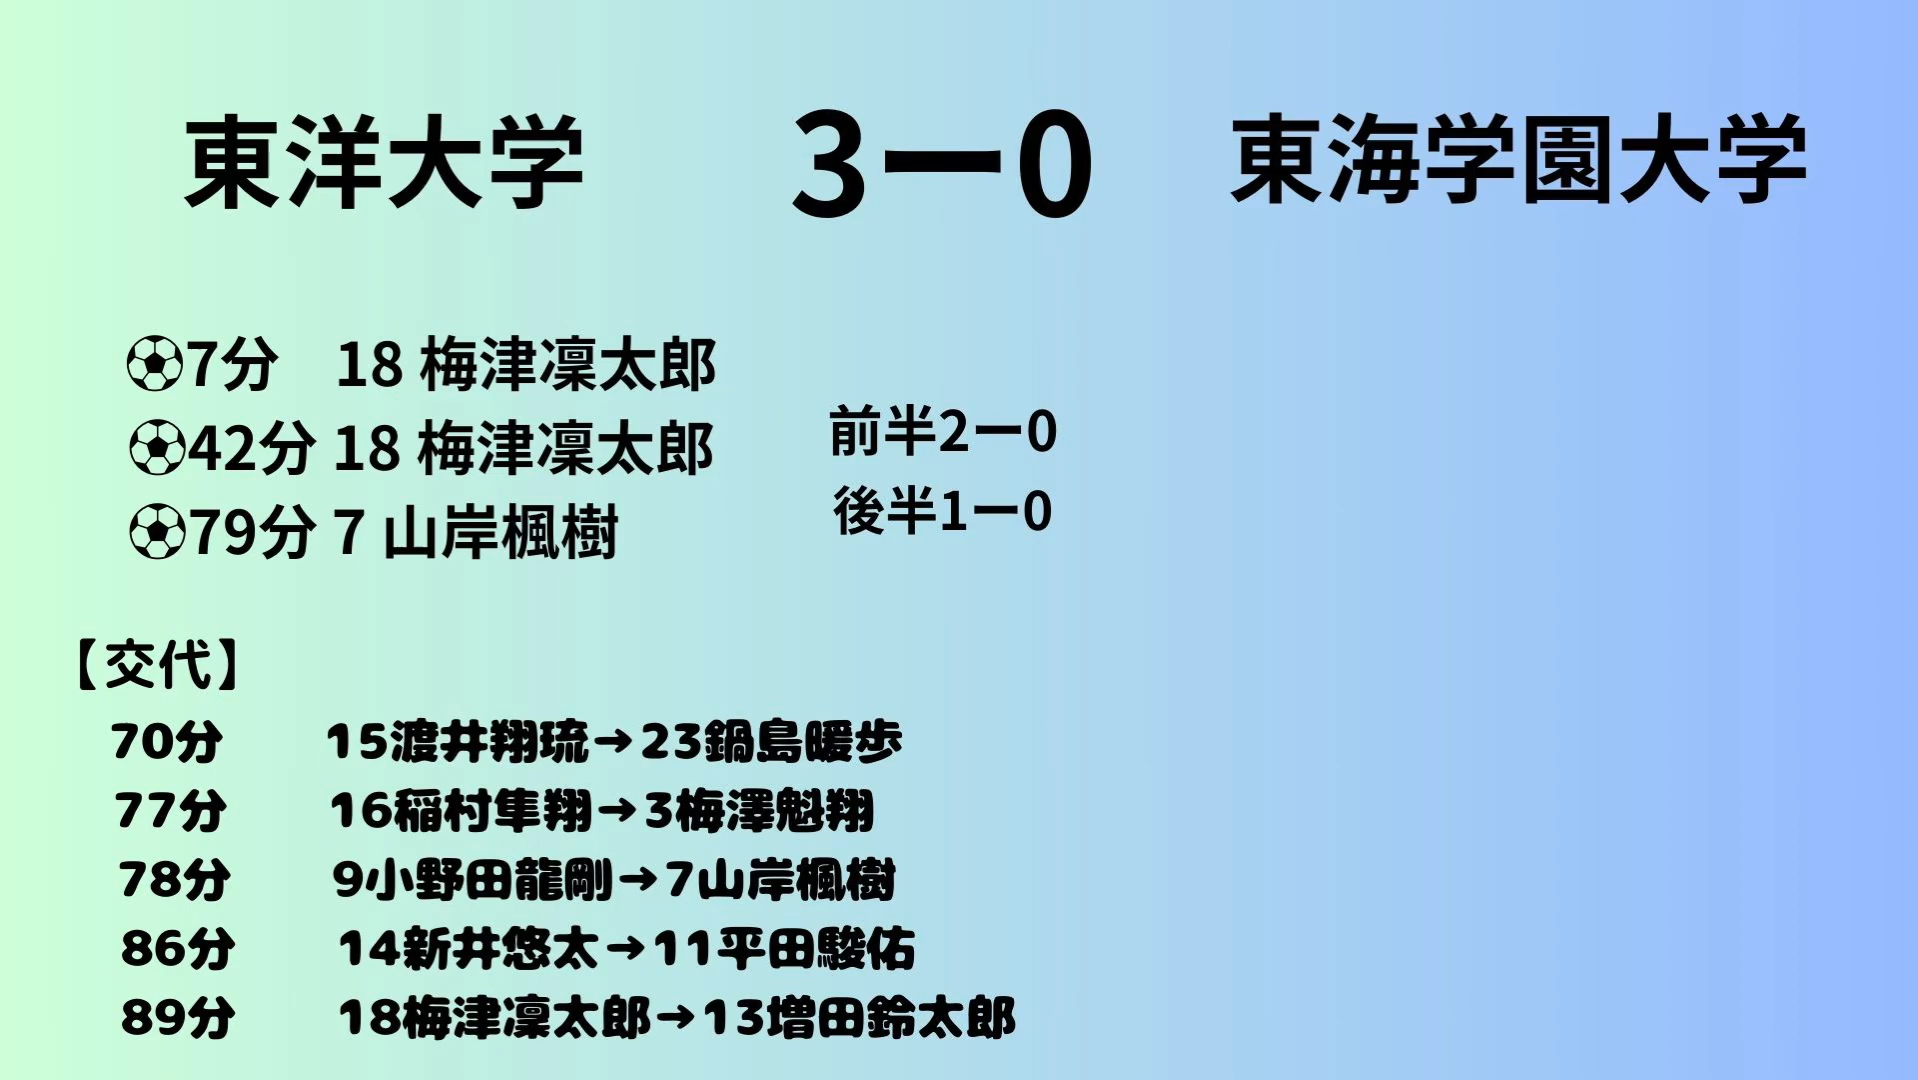 東洋大学 3ー0 東海学園大学
⚽7分 18 梅津凜太郎
⚽42分 18 梅津凜太郎
⚽79分 7 山岸楓樹
前半2ー0
後半1ー0
【交代】
70分 15渡井翔琉→23鍋島暖歩
77分 16稲村隼翔→3梅澤魁翔
78分 9小野田龍剛→7山岸楓樹
86分 14新井悠太→11平田駿佑
89分 18梅津凜太郎→13増田鈴太郎